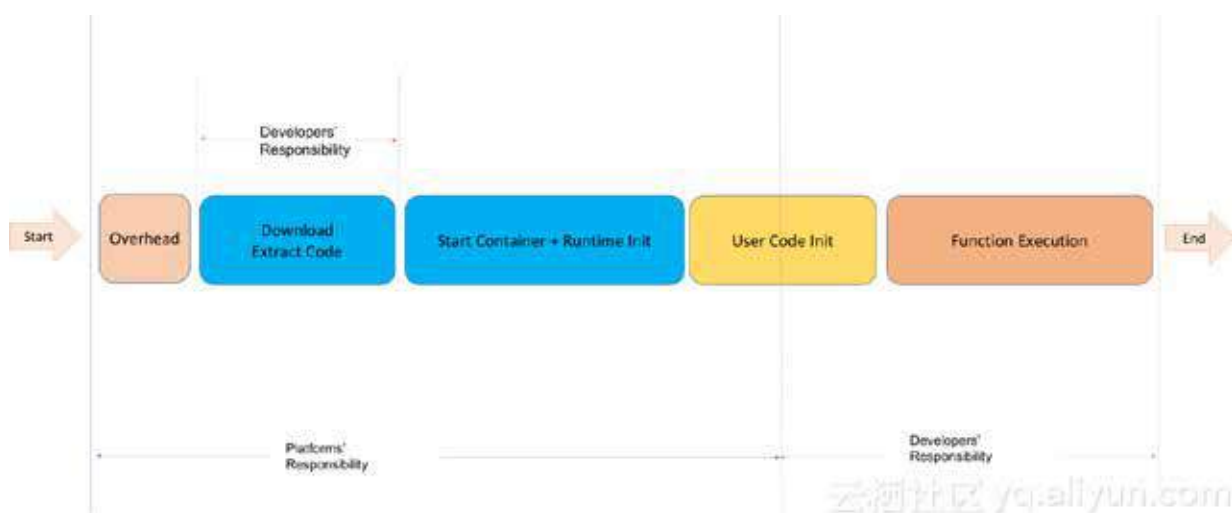 Developers'
Responsibility
Start
Overhead
Download
Extract Code
Start Container + Runtime Init
User Code Init
Function Execution
End
Platforms'
Responsibility
Developers'
Responsibility
云栖社区 yq.aliyun.com